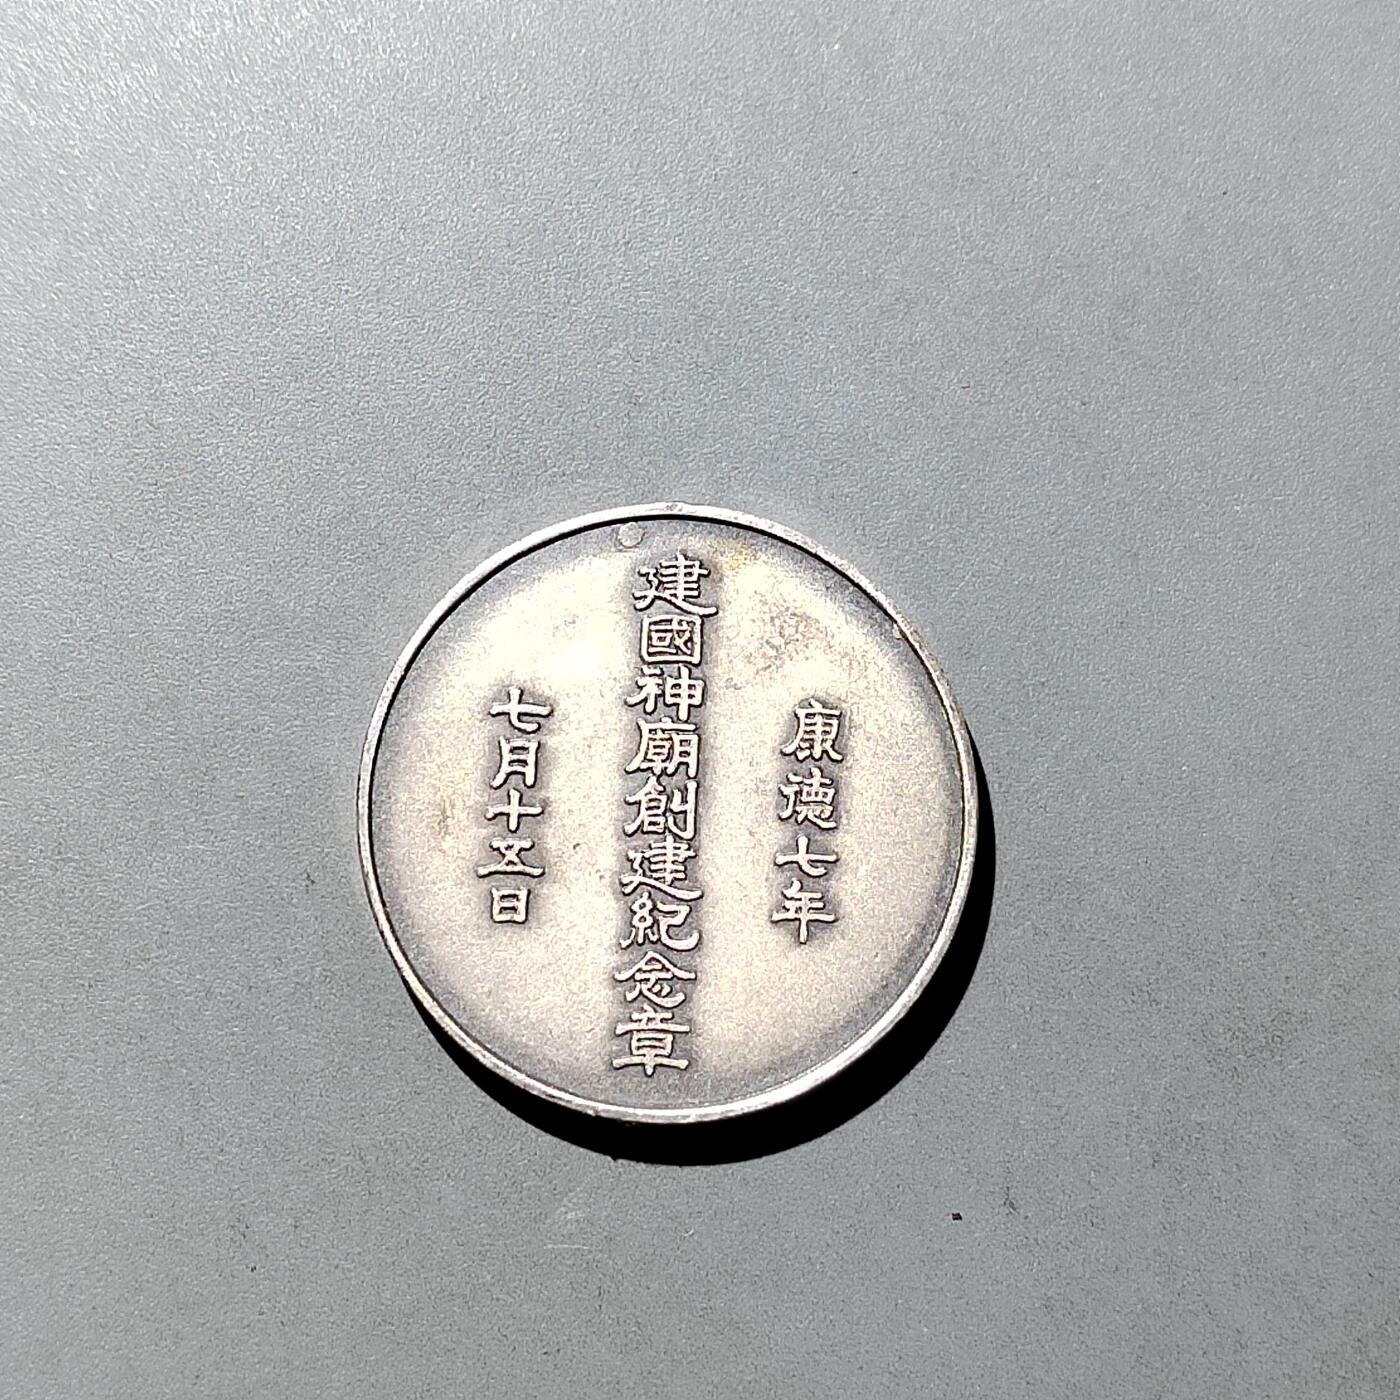 康德七年
建國神廟創建紀念章
七月十五日